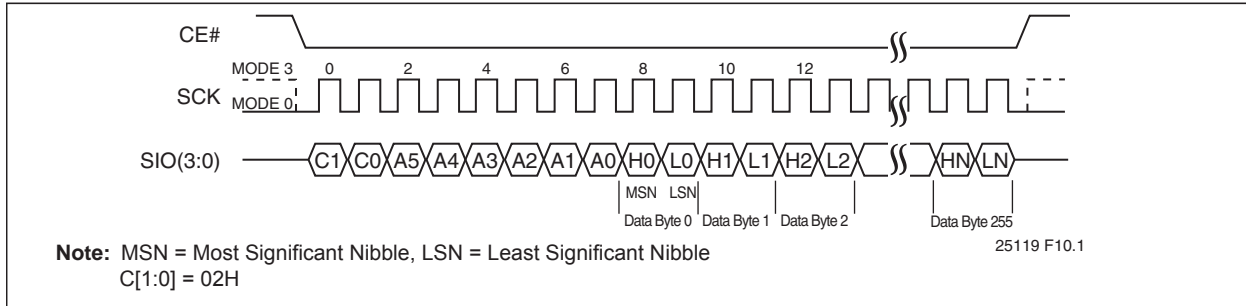 CE#
MODE 3 0 2 4 6 8 10 12
SCK MODE 0
SIO(3:0) C1 C0 A5 A4 A3 A2 A1 A0 H0 L0 H1 L1 H2 L2 HN LN
MSN LSN
Data Byte 0 Data Byte 1 Data Byte 2 Data Byte 255
25119 F10.1
Note: MSN = Most Significant Nibble, LSN = Least Significant Nibble
C[1:0] = 02H